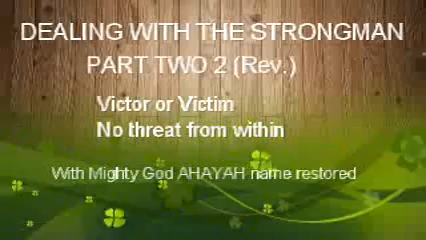 DEALING WITH THE STRONGMAN
PART TWO 2 (Rev.)
Victor or Victim
No threat from within
With Mighty God AHAYAH name restored